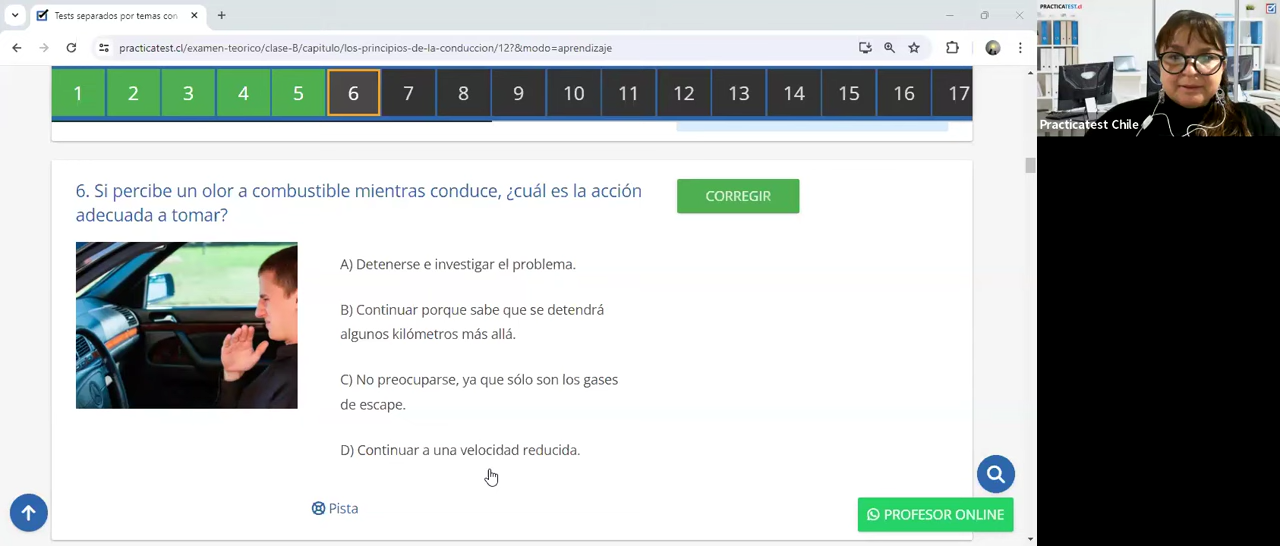 Tests separados por temas con
practicatest.cl/examen-teorico/clase-B/capitulo/los-principios-de-la-conduccion/127&modo=aprendizaje
PRACTICATEST.cl
Practicatest Chile
1 2 3 4 5 6 7 8 9 10 11 12 13 14 15 16 17
6. Si percibe un olor a combustible mientras conduce, ¿cuál es la acción
adecuada a tomar?
CORREGIR
A) Detenerse e investigar el problema.
B) Continuar porque sabe que se detendrá
algunos kilómetros más allá.
C) No preocuparse, ya que sólo son los gases
de escape.
D) Continuar a una velocidad reducida.
Pista
PROFESOR ONLINE